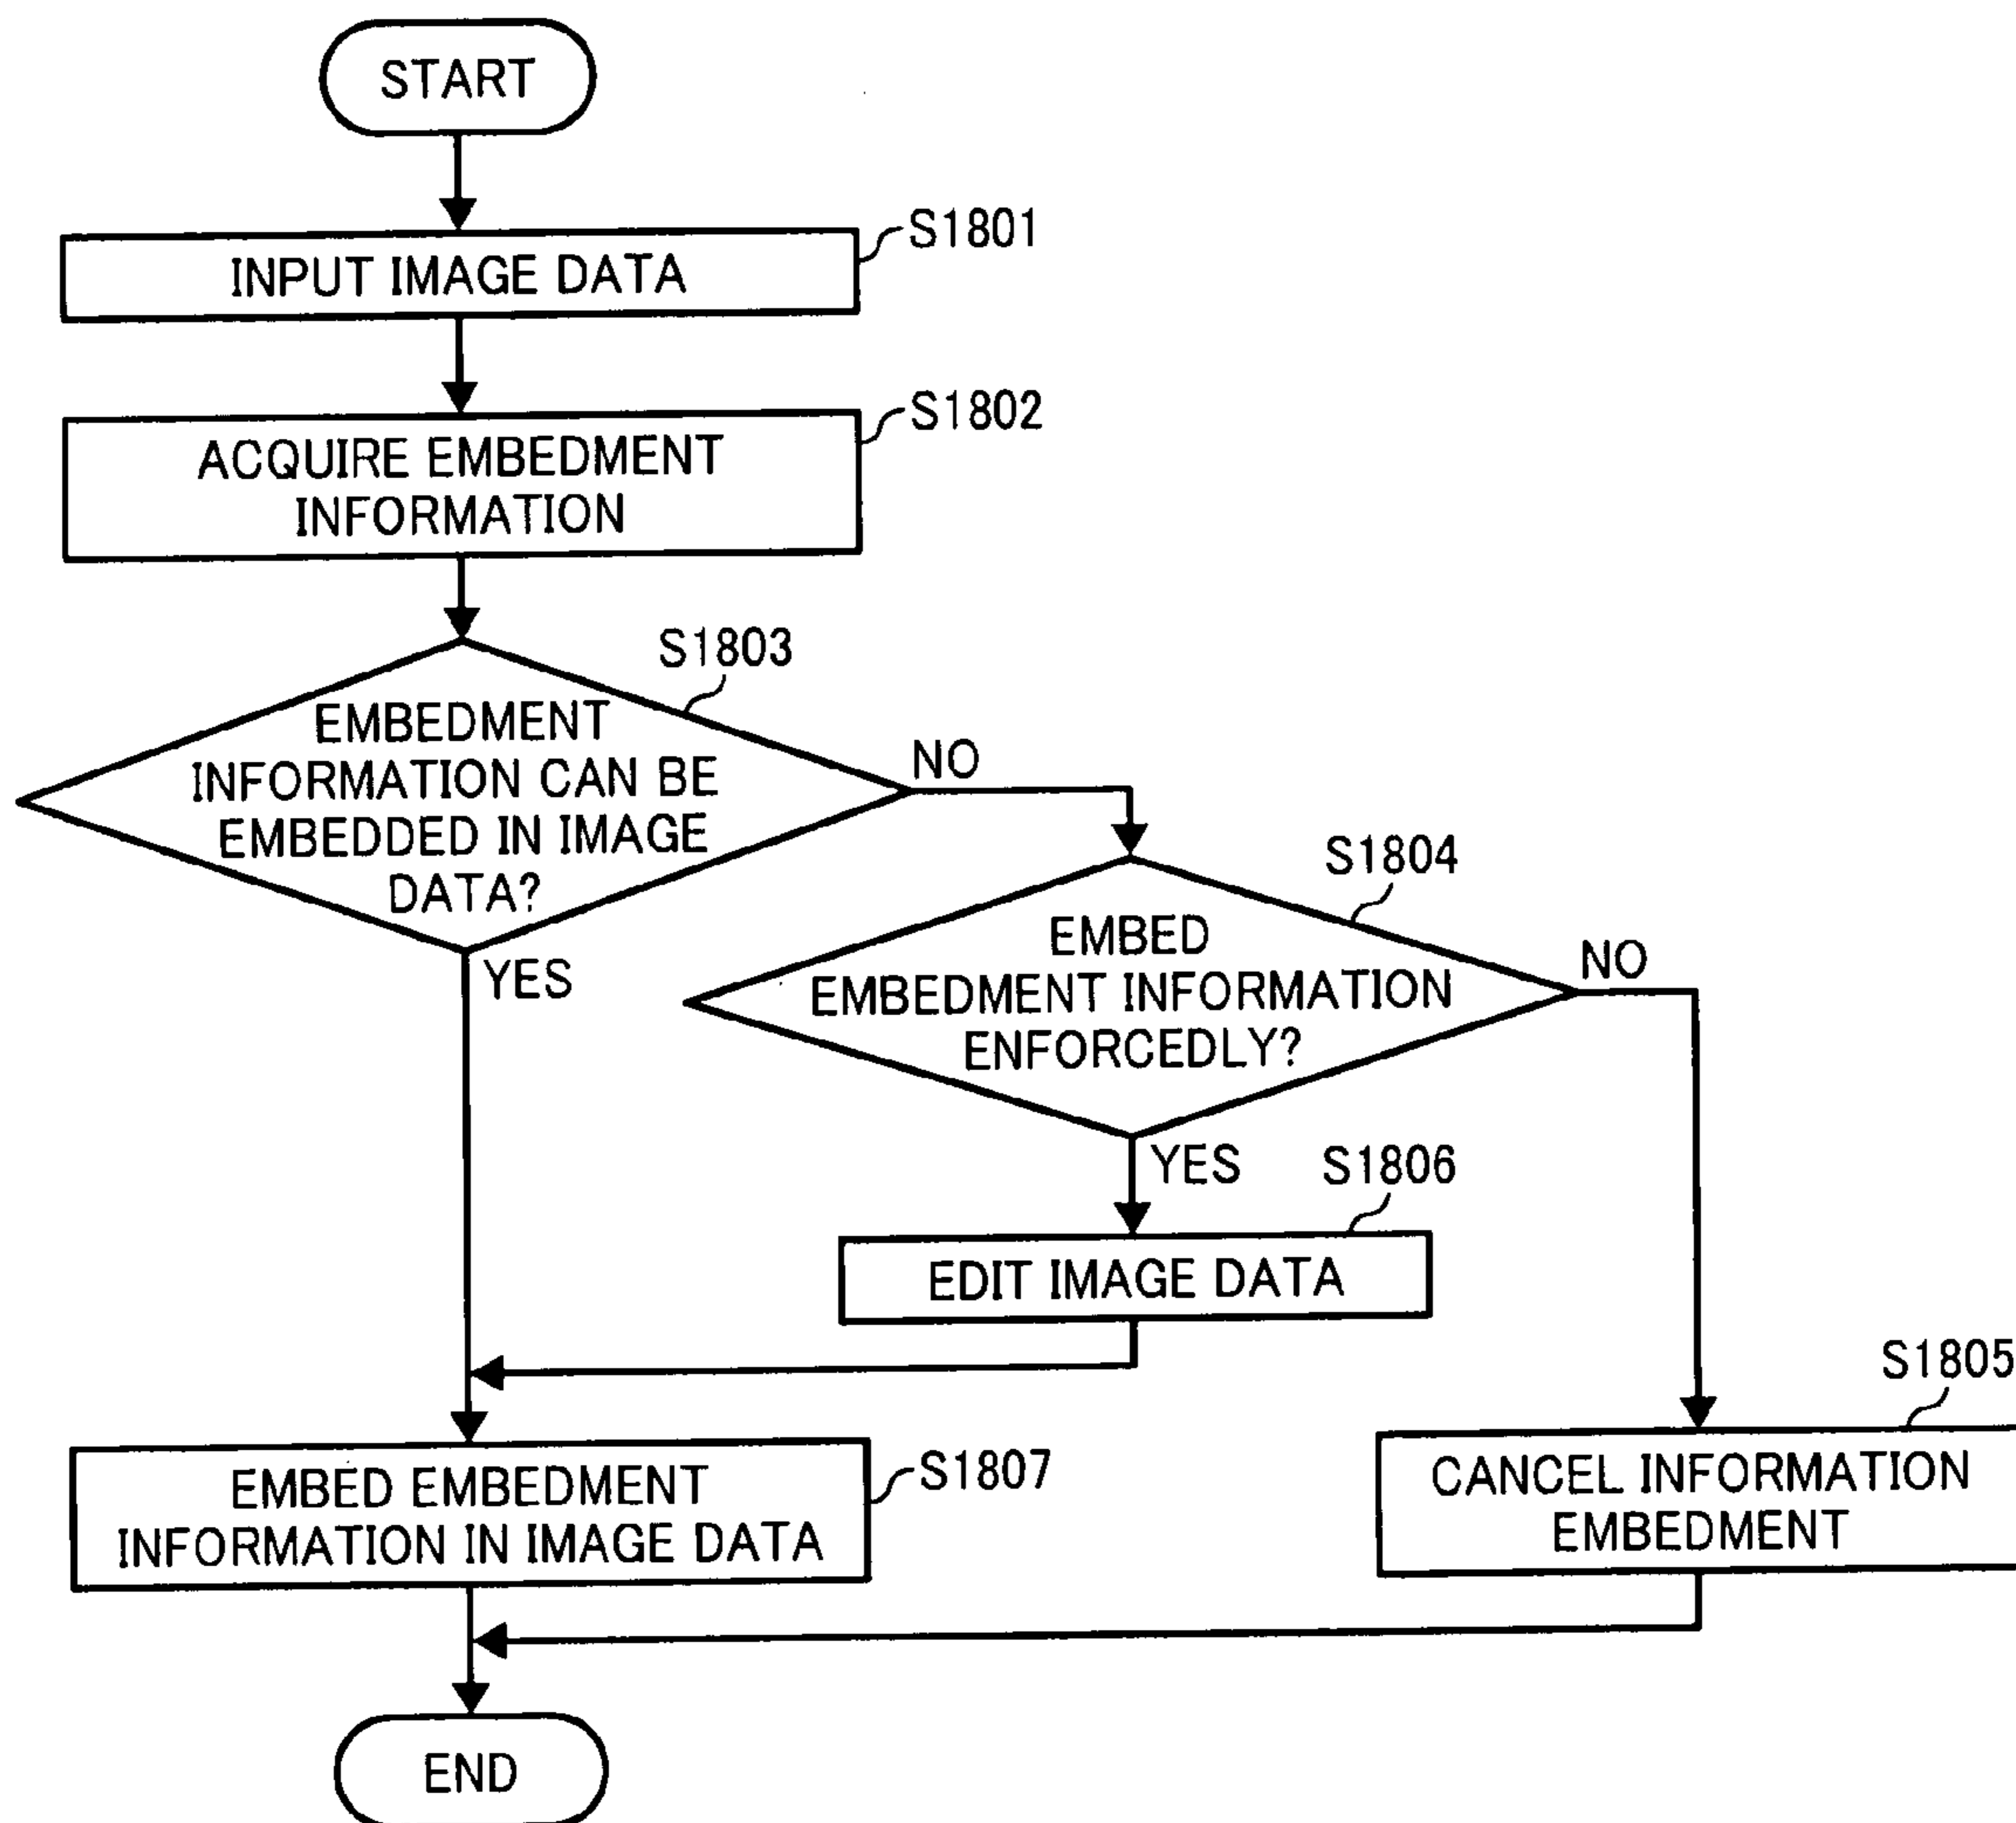 START
S1801
INPUT IMAGE DATA
S1802
ACQUIRE EMBEDMENT
INFORMATION
S1803
EMBEDMENT
INFORMATION CAN BE
EMBEDDED IN IMAGE
DATA?
NO
YES
S1804
EMBED
EMBEDMENT INFORMATION
ENFORCEDLY?
NO
YES
S1806
EDIT IMAGE DATA
S1805
CANCEL INFORMATION
EMBEDMENT
S1807
EMBED EMBEDMENT
INFORMATION IN IMAGE DATA
END